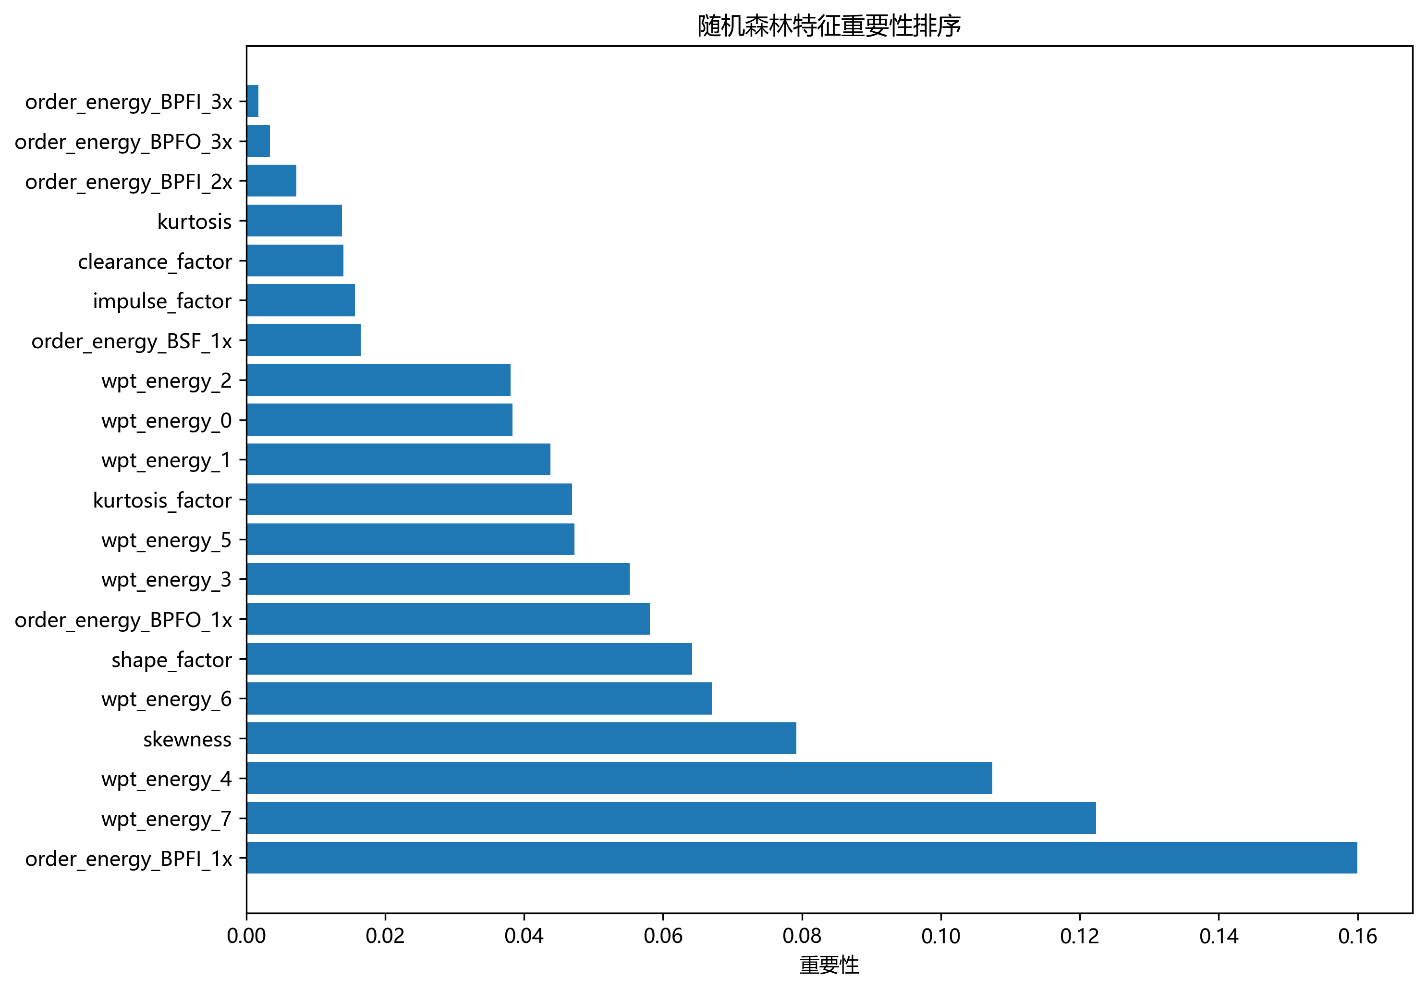 随机森林特征重要性排序
order_energy_BPFI_3x
order_energy_BPFO_3x
order_energy_BPFI_2x
kurtosis
clearance_factor
impulse_factor
order_energy_BSF_1x
wpt_energy_2
wpt_energy_0
wpt_energy_1
kurtosis_factor
wpt_energy_5
wpt_energy_3
order_energy_BPFO_1x
shape_factor
wpt_energy_6
skewness
wpt_energy_4
wpt_energy_7
order_energy_BPFI_1x
0.00 0.02 0.04 0.06 0.08 0.10 0.12 0.14 0.16
重要性